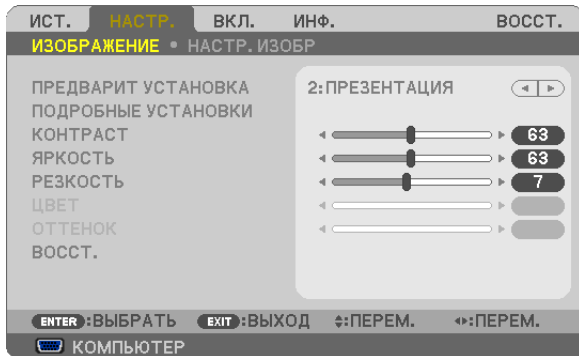 ИСТ. НАСТР. ВКЛ. ИНФ. ВОССТ.
ИЗОБРАЖЕНИЕ • НАСТР. ИЗОБР
ПРЕДВАРИТ УСТАНОВКА 2:ПРЕЗЕНТАЦИЯ
ПОДРОБНЫЕ УСТАНОВКИ
КОНТРАСТ 63
ЯРКОСТЬ 63
РЕЗКОСТЬ 7
ЦВЕТ
ОТТЕНОК
ВОССТ.
ENTER:ВЫБРАТЬ EXIT:ВЫХОД :ПЕРЕМ. :ПЕРЕМ.
КОМПЬЮТЕР